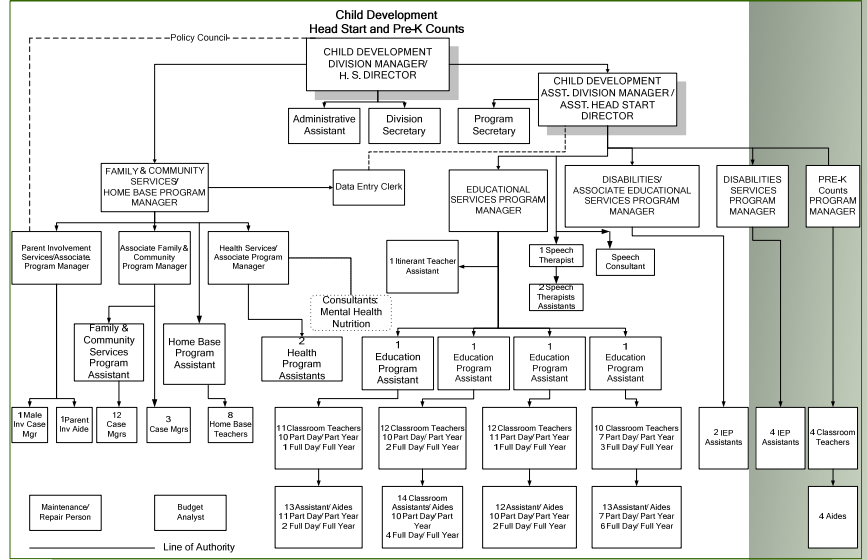 Child Development
Head Start and Pre-K Counts
Policy Council
CHILD DEVELOPMENT
DIVISION MANAGER/
H. S. DIRECTOR
CHILD DEVELOPMENT
ASST. DIVISION MANAGER /
ASST. HEAD START
DIRECTOR
Administrative
Assistant
Division
Secretary
Program
Secretary
FAMILY & COMMUNITY
SERVICES/
HOME BASE PROGRAM
MANAGER
Data Entry Clerk
EDUCATIONAL
SERVICES PROGRAM
MANAGER
DISABILITIES/
ASSOCIATE EDUCATIONAL
SERVICES PROGRAM
MANAGER
DISABILITIES
SERVICES
PROGRAM
MANAGER
PRE-K
Counts
PROGRAM
MANAGER
Parent Involvement
Services/Associate
Program Manager
Associate Family &
Community
Program Manager
Health Services/
Associate Program
Manager
1 Itinerant Teacher
Assistant
1 Speech
Therapist
Speech
Consultant
2 Speech
Therapists
Assistants
Consultants:
Mental Health
Nutrition
Family &
Community
Services
Program
Assistant
Home Base
Program
Assistant
2
Health
Program
Assistants
1
Education
Program
Assistant
1
Education
Program
Assistant
1
Education
Program
Assistant
1
Education
Program
Assistant
1 Male
Inv Case
Mgr
1 Parent
Inv Aide
12
Case
Mgrs
3
Case Mgrs
8
Home Base
Teachers
11 Classroom Teachers
10 Part Day/ Part Year
1 Full Day/ Full Year
12 Classroom Teachers
10 Part Day/ Part Year
2 Full Day/ Full Year
12 Classroom Teachers
11 Part Day/ Part Year
1 Full Day/ Full Year
10 Classroom Teachers
7 Part Day/ Part Year
3 Full Day/ Full Year
2 IEP
Assistants
4 IEP
Assistants
4 Classroom
Teachers
13 Assistant/ Aides
11 Part Day/ Part Year
2 Full Day/ Full Year
14 Classroom
Assistants/ Aides
10 Part Day/ Part
Year
4 Full Day/ Full Year
12 Assistant/ Aides
10 Part Day/ Part Year
2 Full Day/ Full Year
13 Assistant/ Aides
7 Part Day/ Part Year
6 Full Day/ Full Year
4 Aides
Maintenance/
Repair Person
Budget
Analyst
Line of Authority